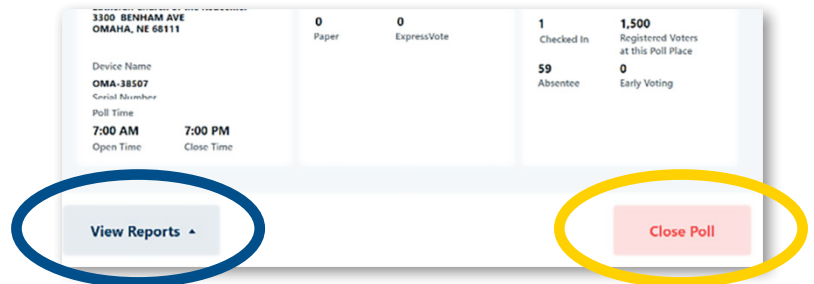 3300 BENHAM AVE
OMAHA, NE 68111
Device Name
OMA-38507
Serial Number
Poll Time
7:00 AM 7:00 PM
Open Time Close Time
0 0
Paper ExpressVote
1 1,500
Checked In Registered Voters
at this Poll Place
59 0
Absentee Early Voting
View Reports
Close Poll